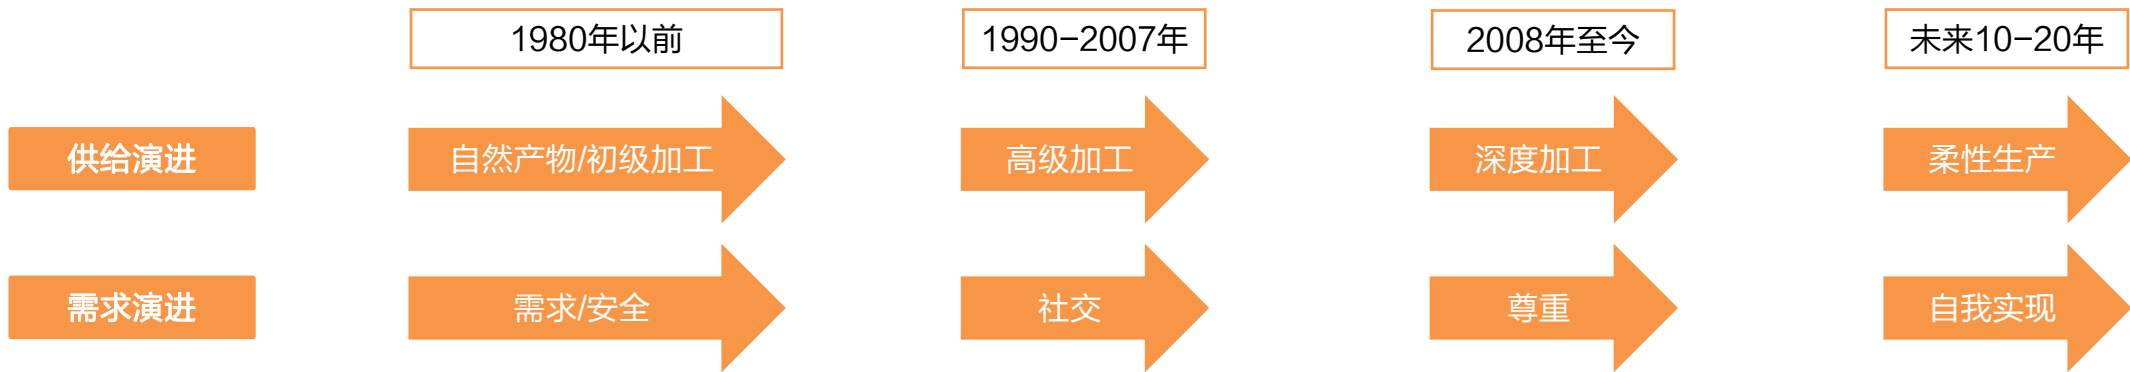 1980年以前
1990-2007年
2008年至今
未来10-20年
供给演进
自然产物/初级加工
高级加工
深度加工
柔性生产
需求演进
需求/安全
社交
尊重
自我实现